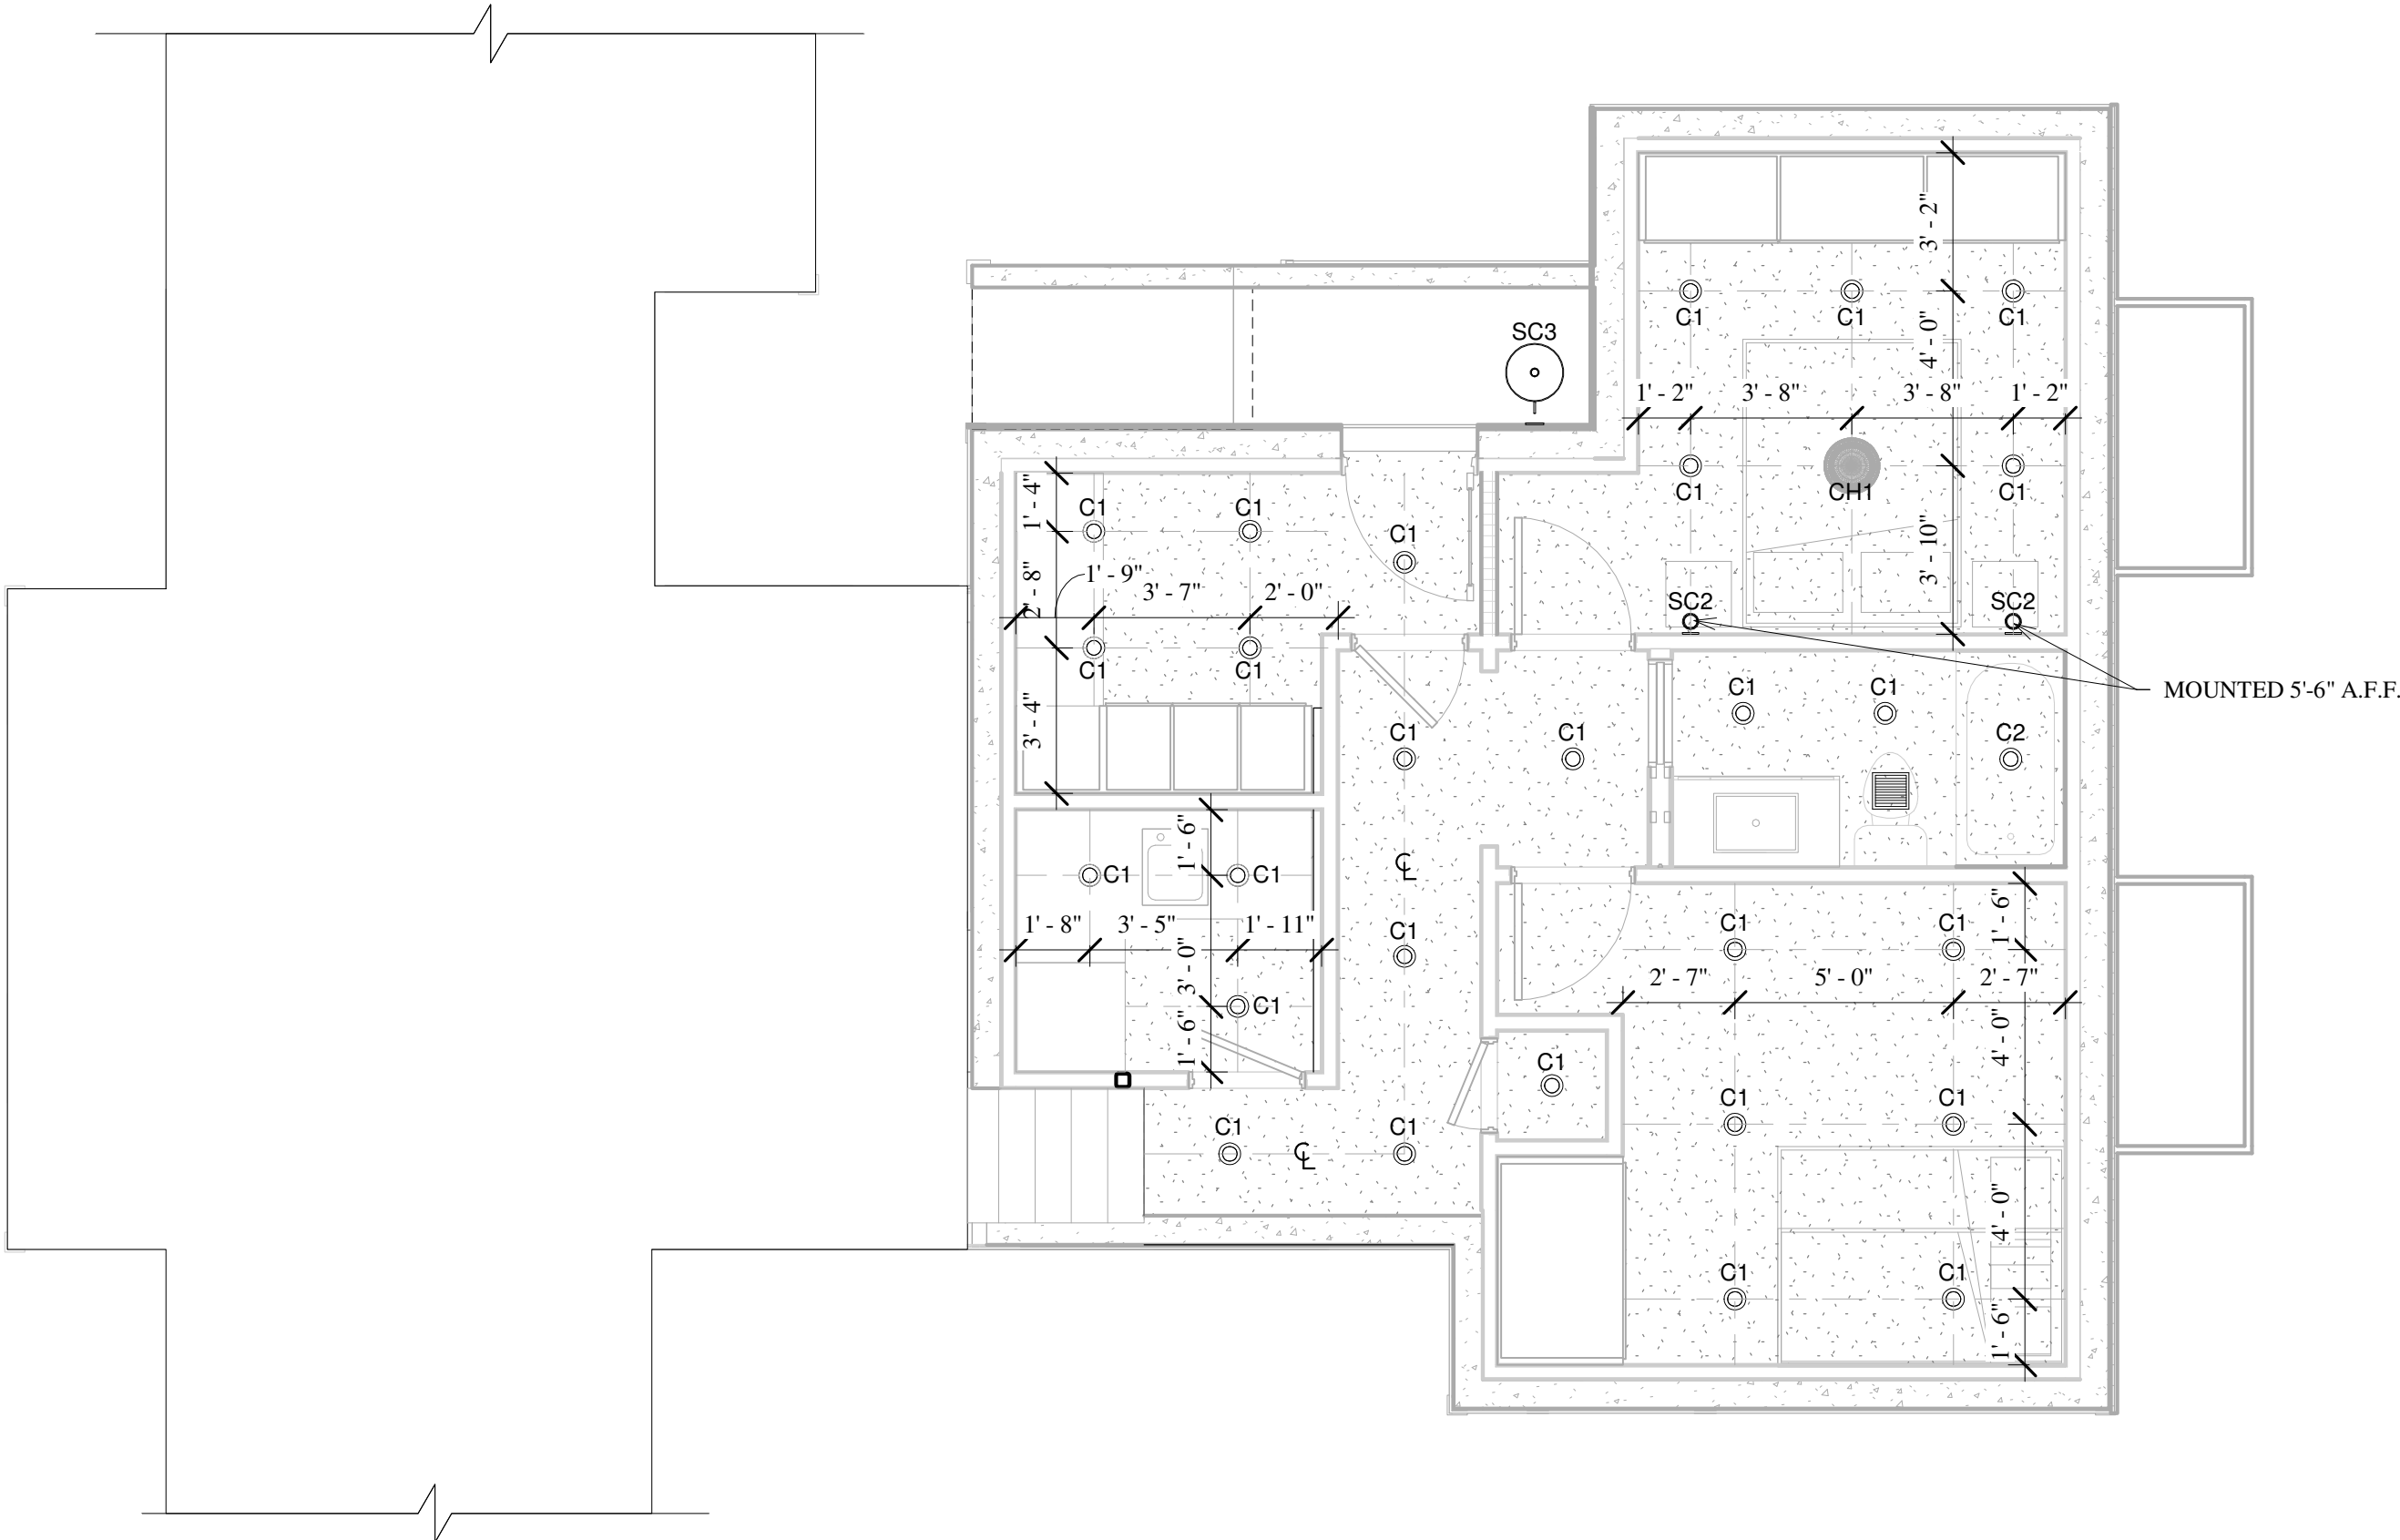 3' - 2"
C1
C1
C1
SC3
4' - 0"
1' - 2"
3' - 8"
3' - 8"
1' - 2"
C1
CH1
C1
1' - 4"
C1
C1
C1
3' - 10"
2' - 8"
1' - 9"
3' - 7"
2' - 0"
SC2
SC2
C1
C1
MOUNTED 5'-6" A.F.F.
3' - 4"
C1
C1
C1
C1
C2
1' - 6"
C1
C1
℄
1' - 8"
3' - 5"
1' - 11"
C1
C1
C1
1' - 6"
3' - 0"
2' - 7"
5' - 0"
2' - 7"
C1
1' - 6"
4' - 0"
C1
C1
C1
C1
℄
C1
4' - 0"
C1
C1
1' - 6"